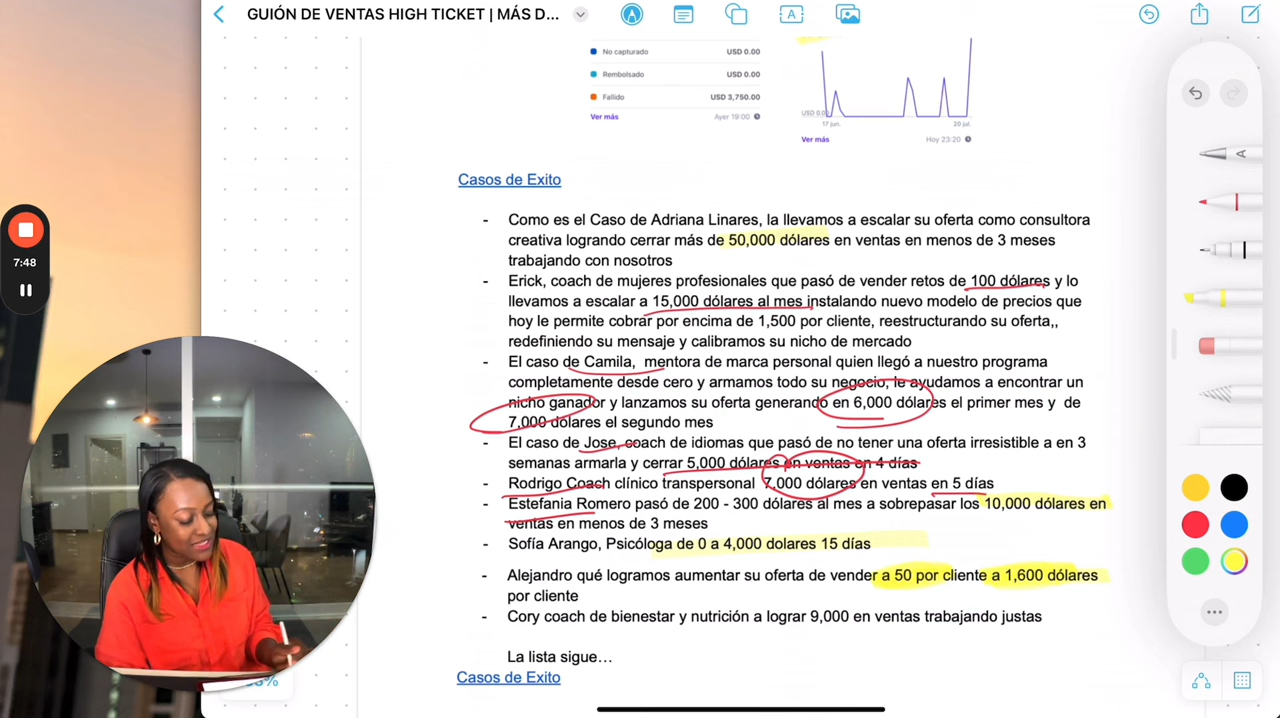 GUIÓN DE VENTAS HIGH TICKET | MÁS D...
No capturado USD 0.00
Rembolsado USD 0.00
Fallido USD 3,750.00
Ver más Ayer 19:00
USD 0.00
17 jun. 20 jul.
Ver más Hoy 23:20
7:48
Casos de Exito
- Como es el Caso de Adriana Linares, la llevamos a escalar su oferta como consultora
creativa logrando cerrar más de 50,000 dólares en ventas en menos de 3 meses
trabajando con nosotros
- Erick, coach de mujeres profesionales que pasó de vender retos de 100 dólares y lo
llevamos a escalar a 15,000 dólares al mes instalando nuevo modelo de precios que
hoy le permite cobrar por encima de 1,500 por cliente, reestructurando su oferta,,
redefiniendo su mensaje y calibramos su nicho de mercado
- El caso de Camila, mentora de marca personal quien llegó a nuestro programa
completamente desde cero y armamos todo su negocio, le ayudamos a encontrar un
nicho ganador y lanzamos su oferta generando en 6,000 dólares el primer mes y de
7,000 dolares el segundo mes
- El caso de Jose, coach de idiomas que pasó de no tener una oferta irresistible a en 3
semanas armarla y cerrar 5,000 dólares en ventas en 4 días
- Rodrigo Coach clínico transpersonal 7,000 dólares en ventas en 5 días
- Estefania Romero pasó de 200 - 300 dólares al mes a sobrepasar los 10,000 dólares en
ventas en menos de 3 meses
- Sofía Arango, Psicóloga de 0 a 4,000 dolares 15 días
- Alejandro qué logramos aumentar su oferta de vender a 50 por cliente a 1,600 dólares
por cliente
- Cory coach de bienestar y nutrición a lograr 9,000 en ventas trabajando justas
La lista sigue…
Casos de Exito